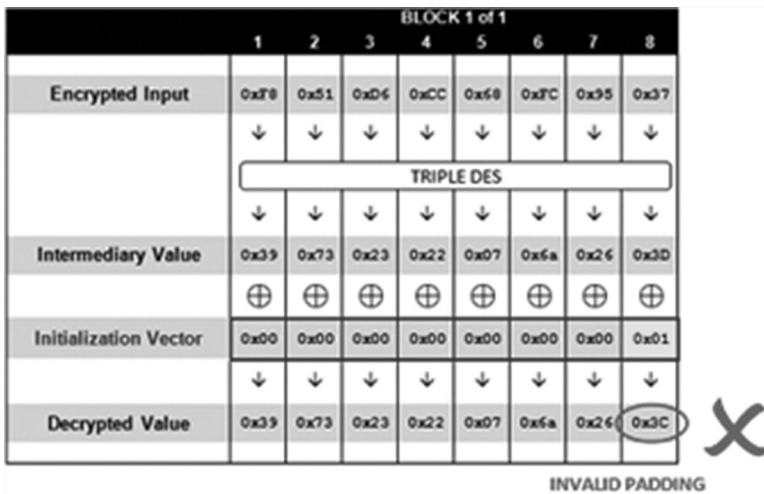 BLOCK 1 of 1
1 2 3 4 5 6 7 8
Encrypted Input 0xF8 0x51 0xD6 0xCC 0x68 0xFC 0x95 0x37
TRIPLE DES
Intermediary Value 0x39 0x73 0x23 0x22 0x07 0x6a 0x26 0x3D
Initialization Vector 0x00 0x00 0x00 0x00 0x00 0x00 0x00 0x01
Decrypted Value 0x39 0x73 0x23 0x22 0x07 0x6a 0x26 0x3C
INVALID PADDING